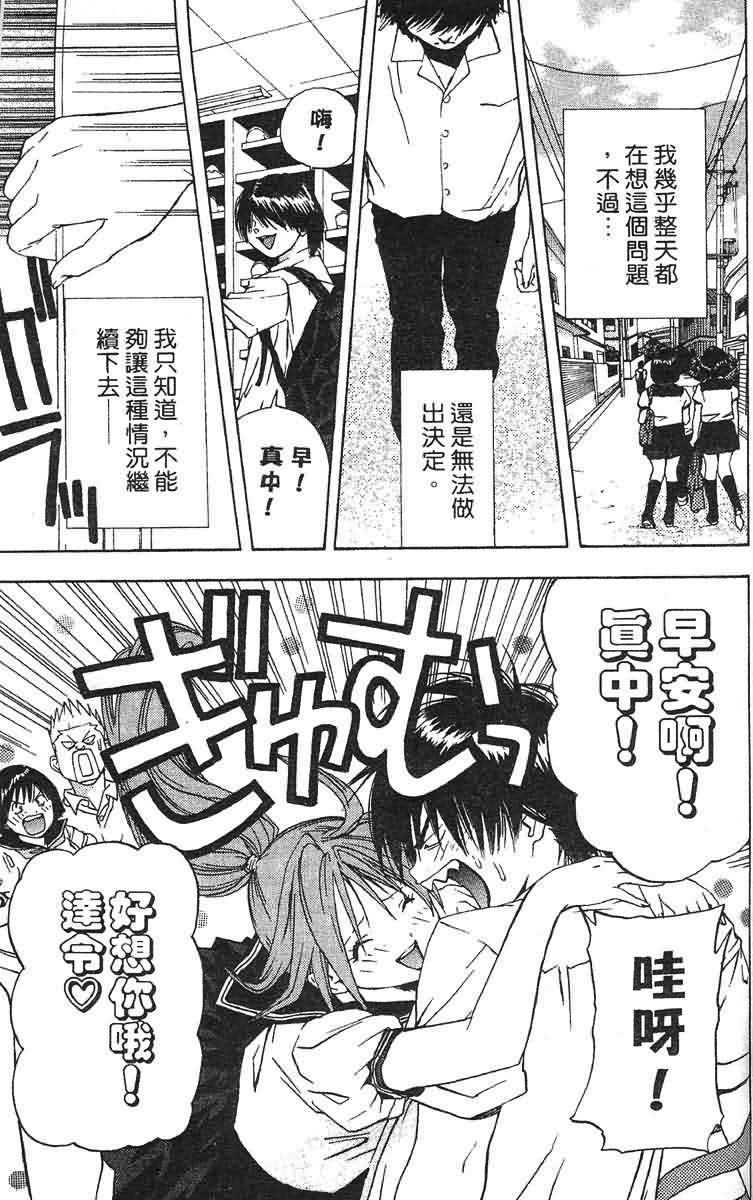 我幾乎整天都
在想這個問題
，不過…
還是無法做
出決定。
嗨！
早！
真中！
我只知道，不能
夠讓這種情況繼
續下去——
ガラ
早安啊！
真中！
ぎゅむっ
哇呀！
好想你哦！
達令♡